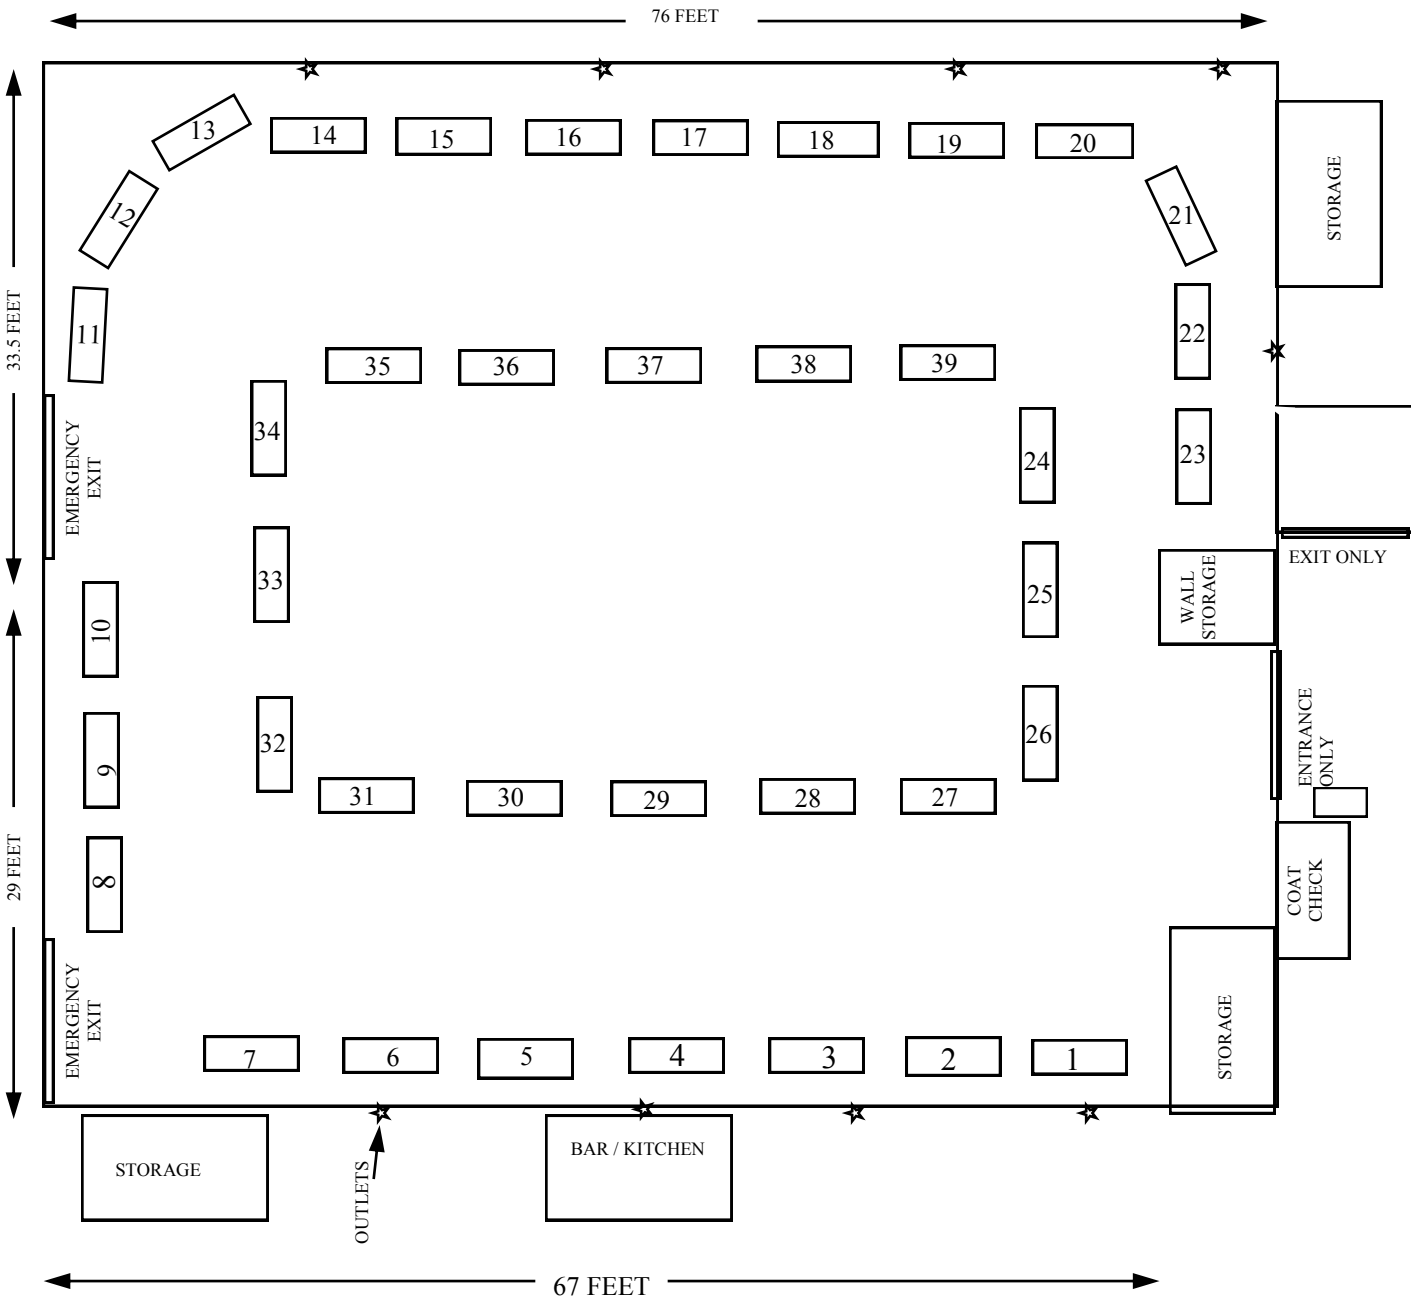 76 FEET
13
14
15
16
17
18
19
20
12
21
STORAGE
11
22
33.5 FEET
35
36
37
38
39
34
24
23
EMERGENCY
EXIT
33
25
WALL
STORAGE
EXIT ONLY
10
32
26
ENTRANCE
ONLY
9
31
30
29
28
27
29 FEET
8
COAT
CHECK
EMERGENCY
EXIT
7
6
5
4
3
2
1
STORAGE
STORAGE
OUTLETS
BAR / KITCHEN
67 FEET